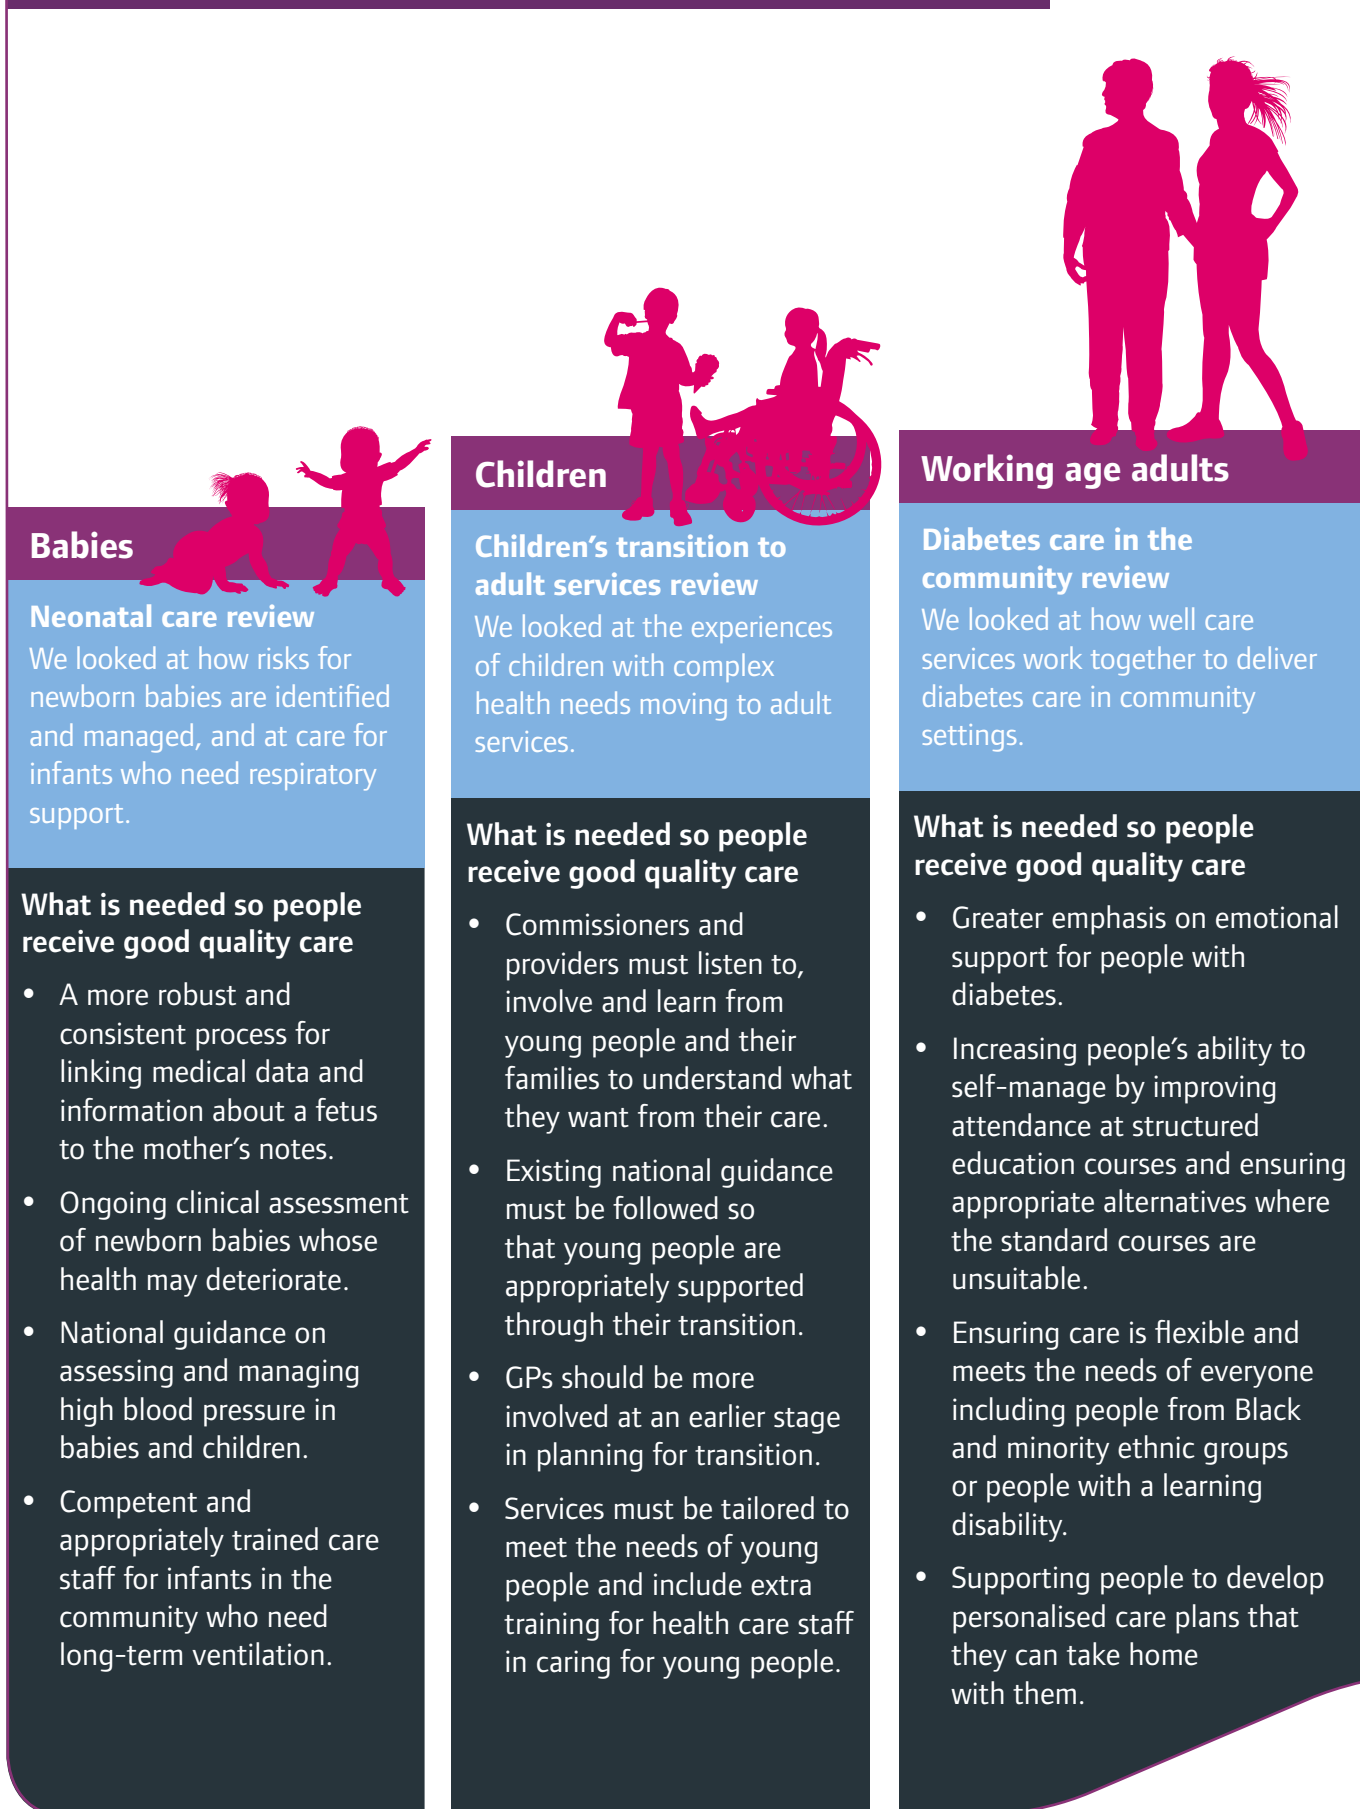 Babies
Neonatal care review
We looked at how risks for
newborn babies are identified
and managed, and at care for
infants who need respiratory
support.
What is needed so people
receive good quality care
• A more robust and
consistent process for
linking medical data and
information about a fetus
to the mother’s notes.
• Ongoing clinical assessment
of newborn babies whose
health may deteriorate.
• National guidance on
assessing and managing
high blood pressure in
babies and children.
• Competent and
appropriately trained care
staff for infants in the
community who need
long-term ventilation.
Children
Children’s transition to
adult services review
We looked at the experiences
of children with complex
health needs moving to adult
services.
What is needed so people
receive good quality care
• Commissioners and
providers must listen to,
involve and learn from
young people and their
families to understand what
they want from their care.
• Existing national guidance
must be followed so
that young people are
appropriately supported
through their transition.
• GPs should be more
involved at an earlier stage
in planning for transition.
• Services must be tailored to
meet the needs of young
people and include extra
training for health care staff
in caring for young people.
Working age adults
Diabetes care in the
community review
We looked at how well care
services work together to deliver
diabetes care in community
settings.
What is needed so people
receive good quality care
• Greater emphasis on emotional
support for people with
diabetes.
• Increasing people’s ability to
self-manage by improving
attendance at structured
education courses and ensuring
appropriate alternatives where
the standard courses are
unsuitable.
• Ensuring care is flexible and
meets the needs of everyone
including people from Black
and minority ethnic groups
or people with a learning
disability.
• Supporting people to develop
personalised care plans that
they can take home
with them.